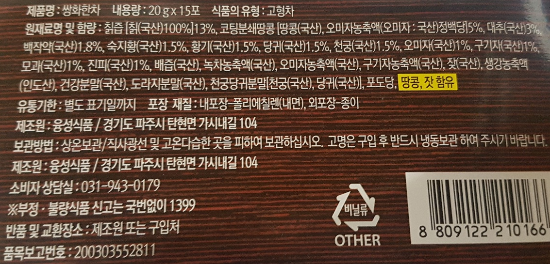 제품명 : 쌍화한차 내용량 : 20g x 15포 식품의 유형 : 고형차
원재료명 및 함량 : 칡즙 [칡(국산)100%]13%, 코팅분쇄땅콩 [땅콩(국산)], 오미자농축액(오미자 : 국산)정백당]5%, 대추(국산)3%,
백작약(국산)1.8%, 숙지황(국산)1.5%, 황기(국산)1.5%, 당귀(국산)1.5%, 천궁(국산)1.5%, 오미자(국산)1%, 구기자(국산)1%,
모과(국산)1%, 진피(국산)1%, 배즙(국산), 녹차농축액(국산), 오미자농축액(국산), 구기자농축액(국산), 잣(국산), 생강농축액
(인도산), 건강분말(국산), 도라지분말(국산), 천궁당귀분말[천궁(국산), 당귀(국산)], 포도당, 땅콩, 잣 함유
유통기한 : 별도 표기일까지 포장 재질 : 내포장-폴리에틸렌(내면), 외포장-종이
제조원 : 융성식품 / 경기도 파주시 탄현면 가시내길 104
보관방법 : 상온보관/직사광선 및 고온다습한 곳을 피하여 보관하십시오. 고명은 구입 후 반드시 냉동보관 하여 주시기 바랍니다.
제조원 : 융성식품 / 경기도 파주시 탄현면 가시내길 104
소비자 상담실 : 031-943-0179
※부정 · 불량식품 신고는 국번없이 1399
반품 및 교환장소 : 제조원 또는 구입처
품목보고번호 : 200303552811
비닐류
OTHER
8 809122 210166